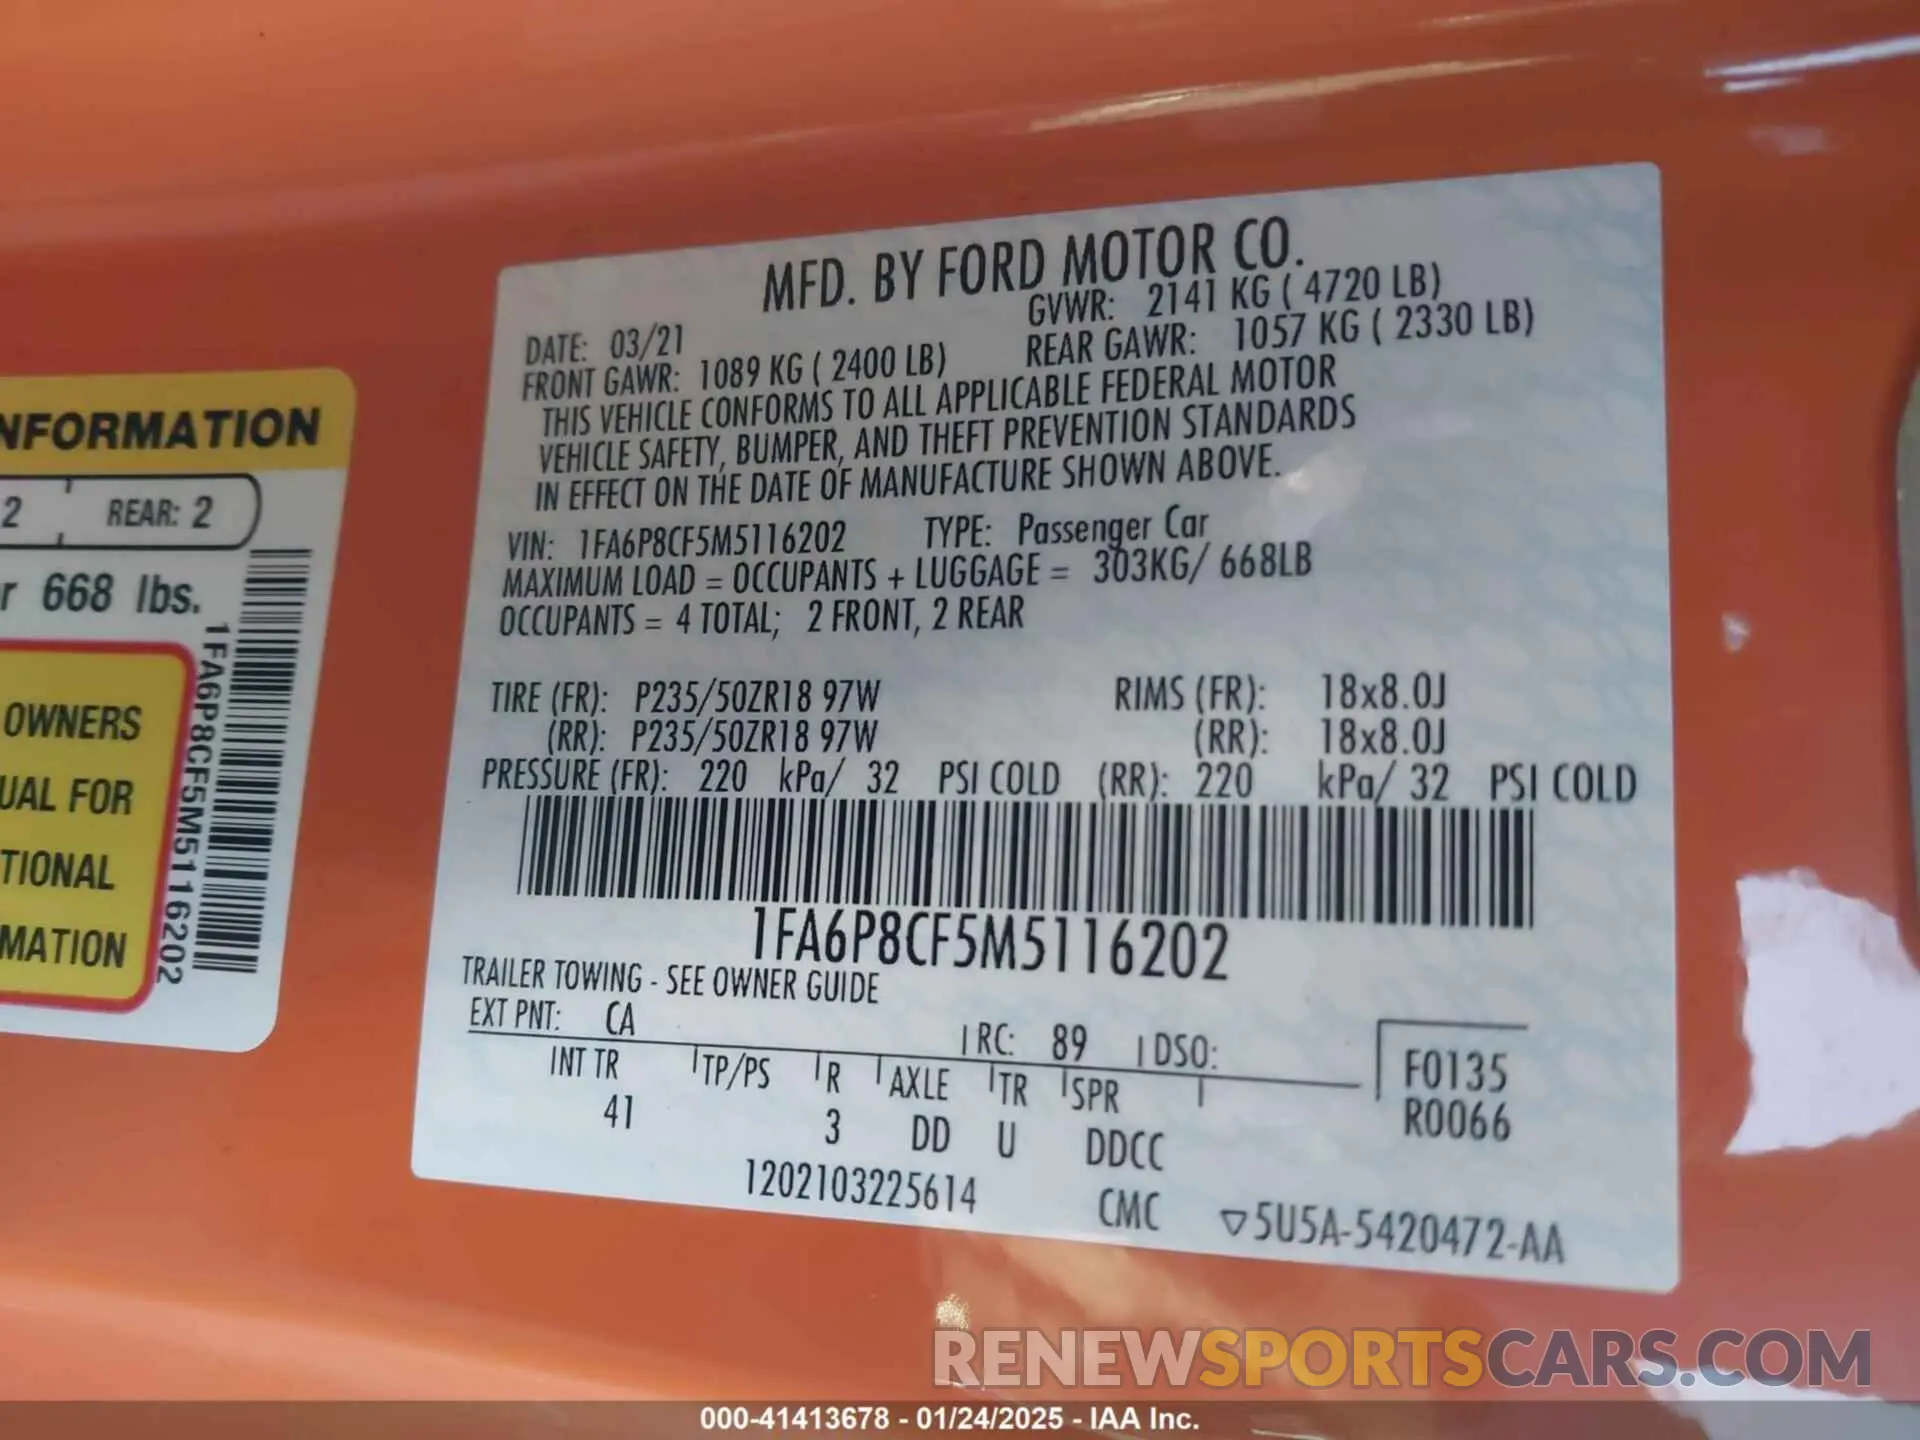 MFD. BY FORD MOTOR CO.
DATE: 03/21 GVWR: 2141 KG ( 4720 LB)
FRONT GAWR: 1089 KG ( 2400 LB) REAR GAWR: 1057 KG ( 2330 LB)
THIS VEHICLE CONFORMS TO ALL APPLICABLE FEDERAL MOTOR
VEHICLE SAFETY, BUMPER, AND THEFT PREVENTION STANDARDS
IN EFFECT ON THE DATE OF MANUFACTURE SHOWN ABOVE.
VIN: 1FA6P8CF5M5116202 TYPE: Passenger Car
MAXIMUM LOAD = OCCUPANTS + LUGGAGE = 303KG/ 668LB
OCCUPANTS = 4 TOTAL; 2 FRONT, 2 REAR
TIRE (FR): P235/50ZR18 97W RIMS (FR): 18x8.0J
(RR): P235/50ZR18 97W (RR): 18x8.0J
PRESSURE (FR): 220 kPa/ 32 PSI COLD (RR): 220 kPa/ 32 PSI COLD
1FA6P8CF5M5116202
TRAILER TOWING - SEE OWNER GUIDE
EXT PNT: CA RC: 89 DSO:
INT TR TP/PS R AXLE TR SPR
41 3 DD U DDCC
F0135
R0066
1202103225614 CMC ▽5U5A-5420472-AA
NFORMATION
2 REAR: 2
r 668 lbs.
1FA6P8CF5M5116202
OWNERS
UAL FOR
TIONAL
MATION
RENEWSPORTSCARS.COM
000-41413678 - 01/24/2025 - IAA Inc.